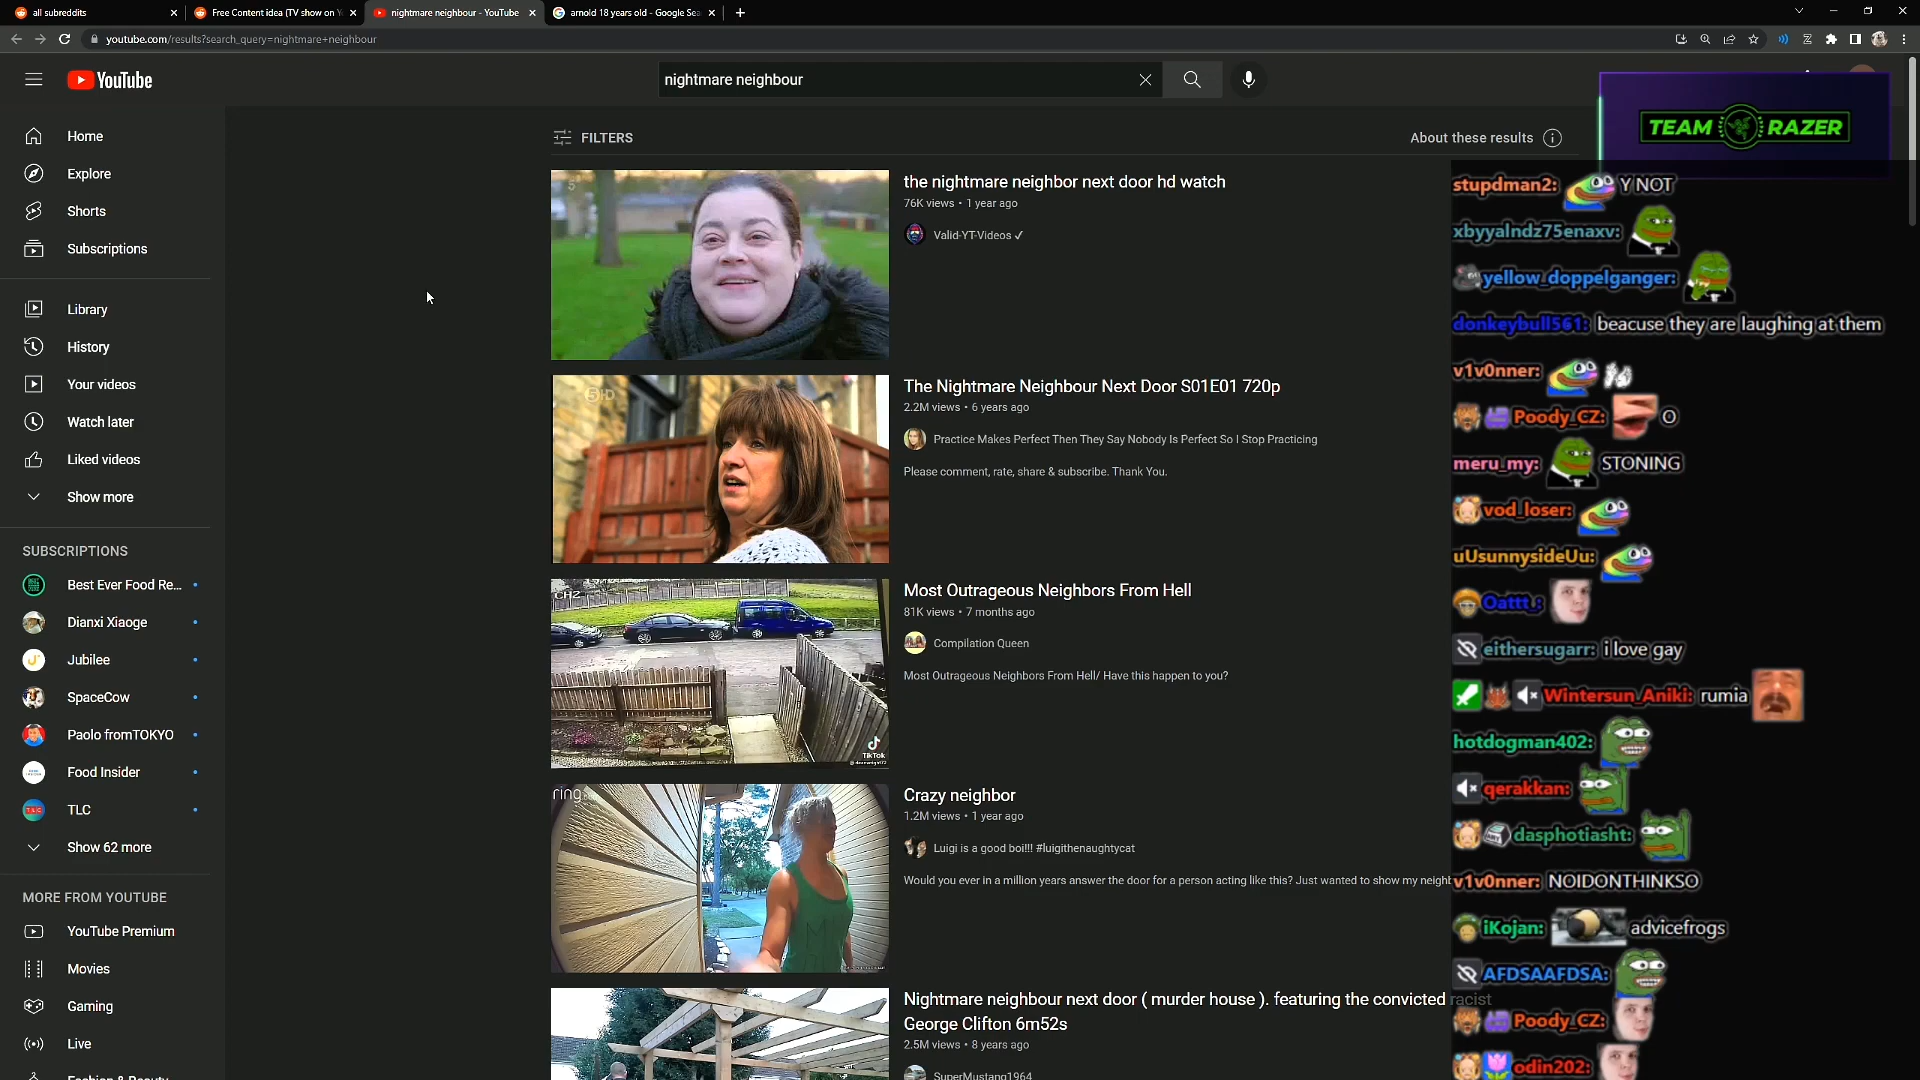 all subreddits
Free Content idea (TV show on Y
nightmare neighbour - YouTube
arnold 18 years old - Google Sea
youtube.com/results?search_query=nightmare+neighbour
YouTube
nightmare neighbour
TEAM RAZER
Home
Explore
Shorts
Subscriptions
Library
History
Your videos
Watch later
Liked videos
Show more
SUBSCRIPTIONS
Best Ever Food Re...
Dianxi Xiaoge
Jubilee
SpaceCow
Paolo fromTOKYO
Food Insider
TLC
Show 62 more
MORE FROM YOUTUBE
YouTube Premium
Movies
Gaming
Live
Fashion & Beauty
FILTERS
About these results
5
the nightmare neighbor next door hd watch
76K views • 1 year ago
Valid-YT-Videos
5HD
The Nightmare Neighbour Next Door S01E01 720p
2.2M views • 6 years ago
Practice Makes Perfect Then They Say Nobody Is Perfect So I Stop Practicing
Please comment, rate, share & subscribe. Thank You.
CH2
TikTok
Most Outrageous Neighbors From Hell
81K views • 7 months ago
Compilation Queen
Most Outrageous Neighbors From Hell/ Have this happen to you?
ring
Crazy neighbor
1.2M views • 1 year ago
Luigi is a good boi!!! #luigithenaughtycat
Would you ever in a million years answer the door for a person acting like this? Just wanted to show my neighb
Nightmare neighbour next door ( murder house ). featuring the convicted racist
George Clifton 6m52s
2.5M views • 8 years ago
SuperMustang1964
stupdman2: Y NOT
xbyyalndz75enaxv:
yellow_doppelganger:
donkeybull561: beacuse they are laughing at them
v1v0nner:
Poody_CZ: O
meru_my: STONING
vod_loser:
uUsunnysideUu:
Oattt_:
eithersugarr: i love gay
Wintersun_Aniki: rumia
hotdogman402:
qerakkan:
dasphotiasht:
v1v0nner: NOIDONTHINKSO
iKojan: advicefrogs
AFDSAAFDSA:
Poody_CZ:
odin202: